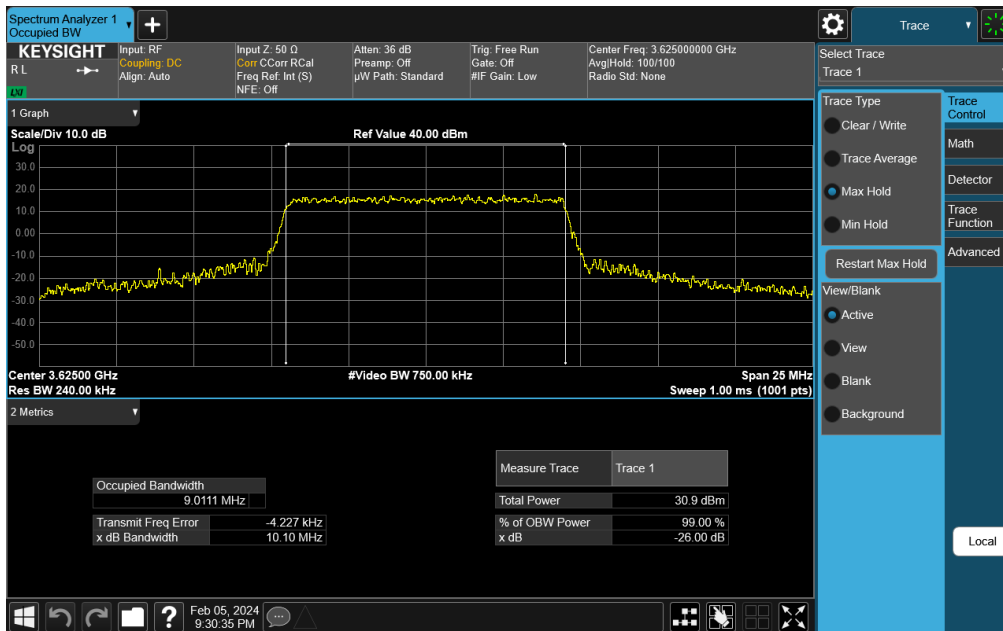 Spectrum Analyzer 1
Occupied BW
Trace
KEYSIGHT
R L
LXI
Input: RF
Coupling: DC
Align: Auto
Input Z: 50 Ω
Corr CCorr RCal
Freq Ref: Int (S)
NFE: Off
Atten: 36 dB
Preamp: Off
µW Path: Standard
Trig: Free Run
Gate: Off
#IF Gain: Low
Center Freq: 3.625000000 GHz
Avg|Hold: 100/100
Radio Std: None
Select Trace
Trace 1
1 Graph
Scale/Div 10.0 dB
Ref Value 40.00 dBm
Log
30.0
20.0
10.0
0.00
-10.0
-20.0
-30.0
-40.0
-50.0
Center 3.62500 GHz
#Video BW 750.00 kHz
Span 25 MHz
Res BW 240.00 kHz
Sweep 1.00 ms (1001 pts)
Trace Type
Clear / Write
Trace Average
Max Hold
Min Hold
Restart Max Hold
View/Blank
Active
View
Blank
Background
Trace
Control
Math
Detector
Trace
Function
Advanced
2 Metrics
Measure Trace
Trace 1
Occupied Bandwidth
9.0111 MHz
Total Power
30.9 dBm
Transmit Freq Error
-4.227 kHz
% of OBW Power
99.00 %
x dB Bandwidth
10.10 MHz
x dB
-26.00 dB
Local
?
Feb 05, 2024
9:30:35 PM